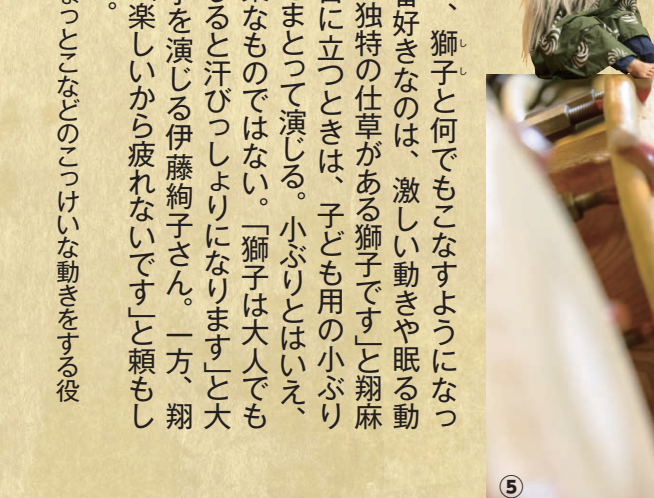 、獅子と何でもこなすようになっ
番好きなのは、激しい動きや眠る動
独特の仕草がある獅子です」と翔麻
に立つときは、子ども用の小ぶり
まとって演じる。小ぶりとはいえ、
なものではない。「獅子は大人でも
ると汗びっしょりになります」と大
を演じる伊藤絢子さん。一方、翔
楽しいから疲れないです」と頼もし
。
っとこなどのこっけいな動きをする役
しし
⑤